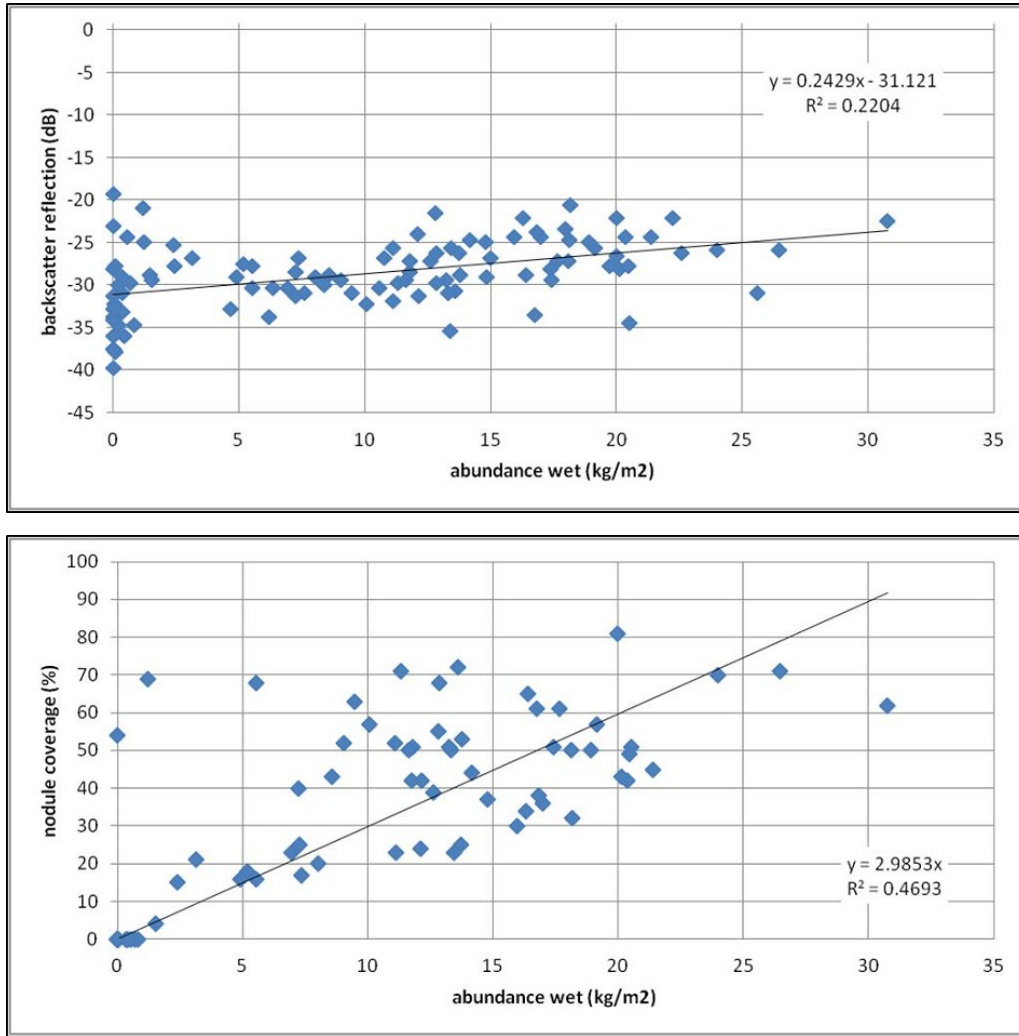 0
-5
-10
-15
-20
-25
-30
-35
-40
-45
backscatter reflection (dB)
y = 0.2429x - 31.121
R² = 0.2204
0 5 10 15 20 25 30 35
abundance wet (kg/m2)
100
90
80
70
60
50
40
30
20
10
0
nodule coverage (%)
y = 2.9853x
R² = 0.4693
0 5 10 15 20 25 30 35
abundance wet (kg/m2)